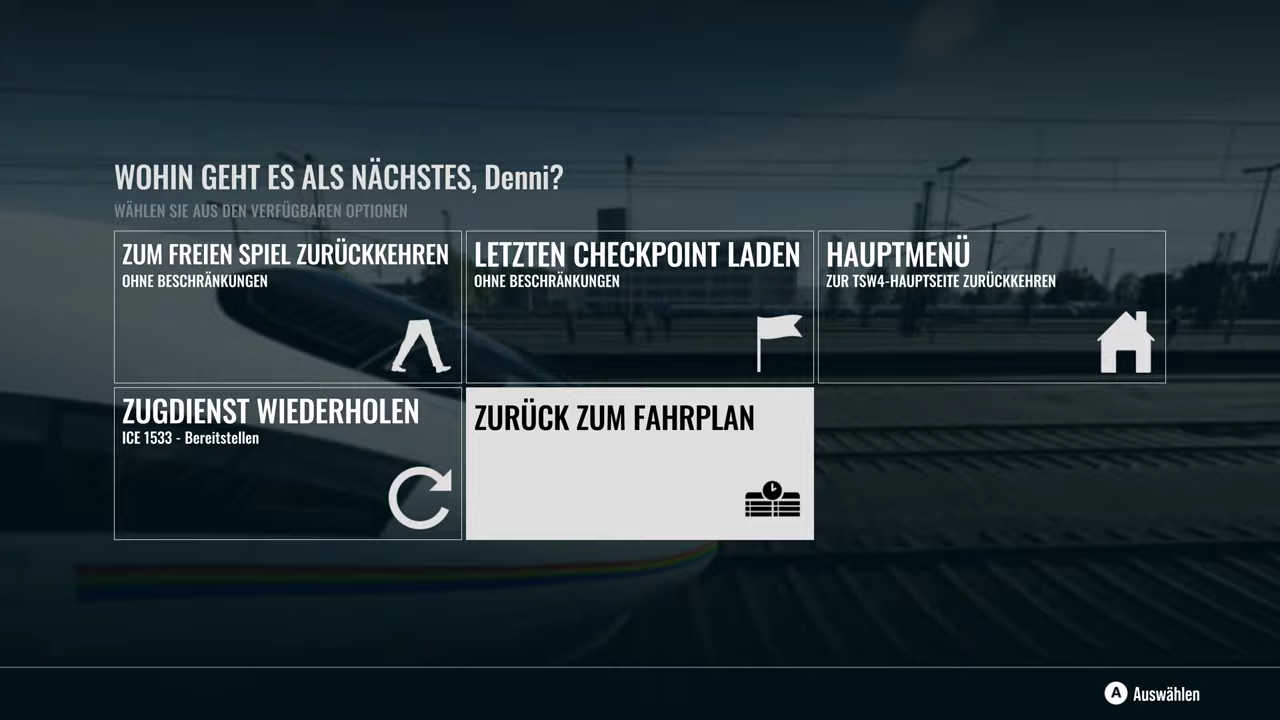 WOHIN GEHT ES ALS NÄCHSTES, Denni?
WÄHLEN SIE AUS DEN VERFÜGBAREN OPTIONEN
ZUM FREIEN SPIEL ZURÜCKKEHREN
OHNE BESCHRÄNKUNGEN
LETZTEN CHECKPOINT LADEN
OHNE BESCHRÄNKUNGEN
HAUPTMENÜ
ZUR TSW4-HAUPTSEITE ZURÜCKKEHREN
ZUGDIENST WIEDERHOLEN
ICE 1533 - Bereitstellen
ZURÜCK ZUM FAHRPLAN
A Auswählen